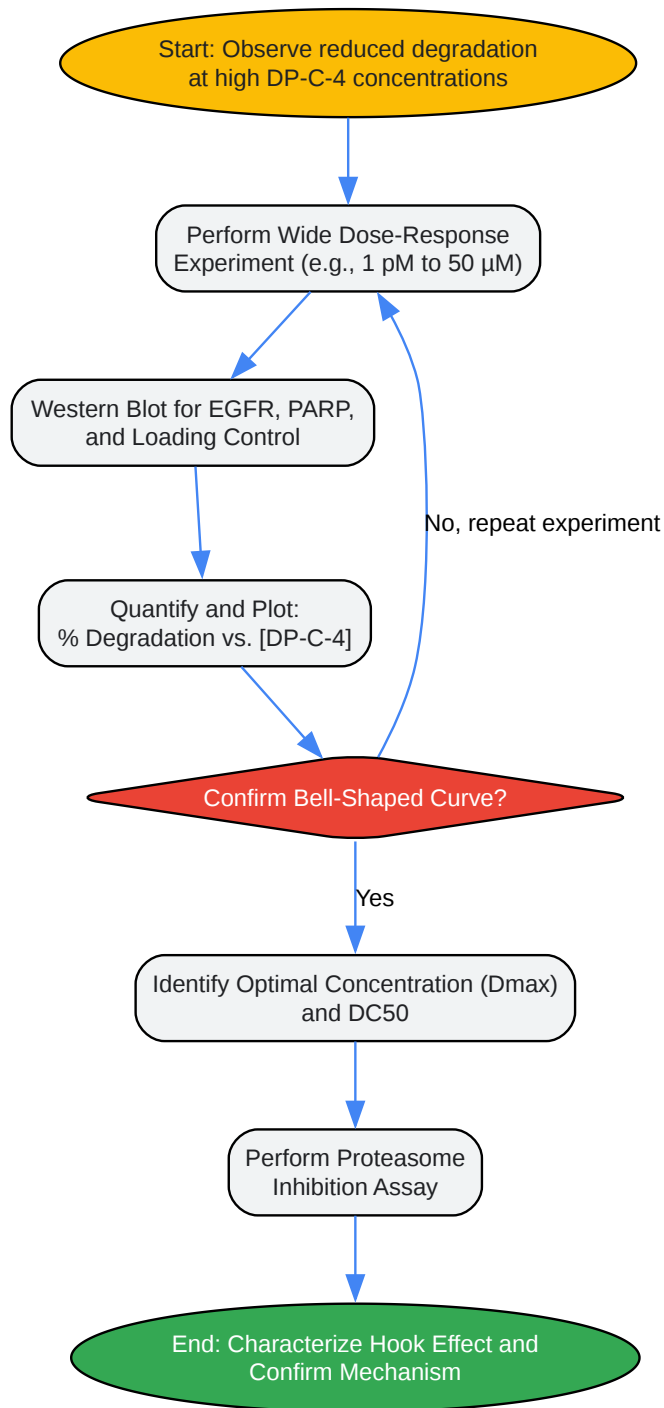 Start: Observe reduced degradation
at high DP-C-4 concentrations
Perform Wide Dose-Response
Experiment (e.g., 1 pM to 50 µM)
Western Blot for EGFR, PARP,
and Loading Control
No, repeat experiment
Quantify and Plot:
% Degradation vs. [DP-C-4]
Confirm Bell-Shaped Curve?
Yes
Identify Optimal Concentration (Dmax)
and DC50
Perform Proteasome
Inhibition Assay
End: Characterize Hook Effect and
Confirm Mechanism